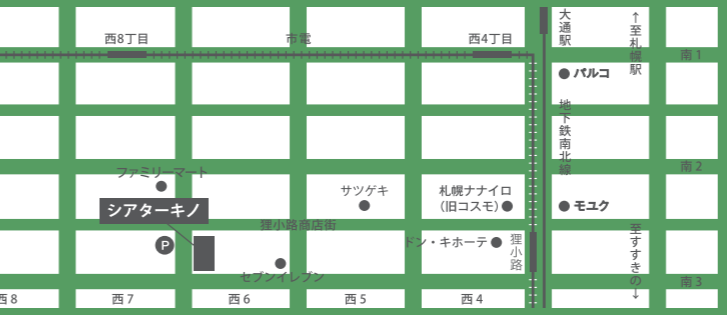 西8丁目
市電
西4丁目
大通駅
↑至札幌駅
南1
パルコ
地下鉄南北線
南2
ファミリーマート
サツゲキ
札幌ナナイロ
(旧コスモ)
モユク
シアターキノ
狸小路商店街
P
ドン・キホーテ
狸小路
至すすきの↓
セブンイレブン
南3
西8
西7
西6
西5
西4